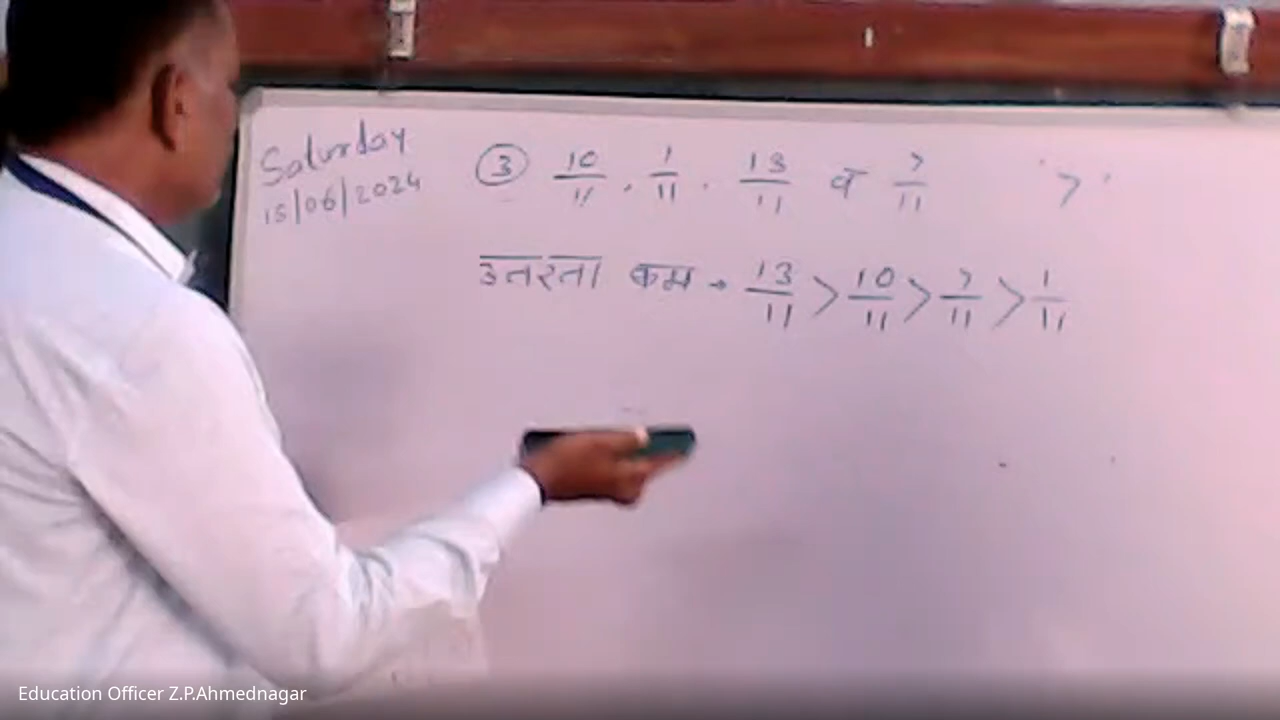 Saturday
15/06/2024
③ 10/11, 1/11, 13/11 व 7/11 '>'
उतरता क्रम → 13/11 > 10/11 > 7/11 > 1/11
Education Officer Z.P.Ahmednagar